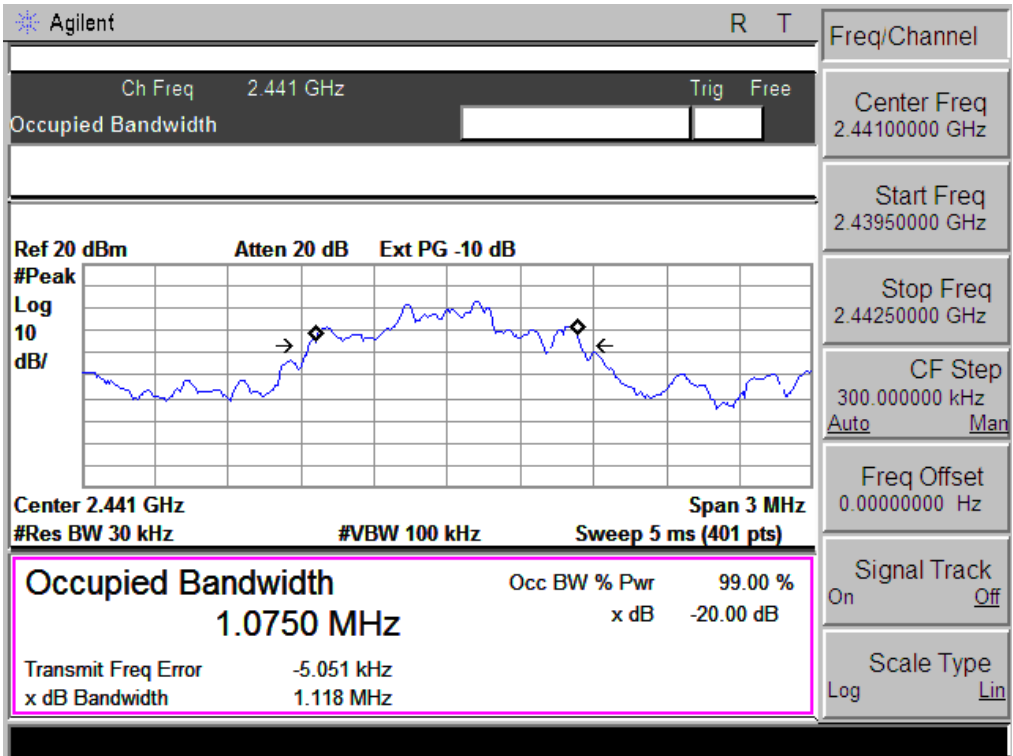 Agilent R T
Ch Freq 2.441 GHz Trig Free
Occupied Bandwidth
Ref 20 dBm Atten 20 dB Ext PG -10 dB
#Peak
Log
10
dB/
Center 2.441 GHz Span 3 MHz
#Res BW 30 kHz #VBW 100 kHz Sweep 5 ms (401 pts)
Occupied Bandwidth Occ BW % Pwr 99.00 %
1.0750 MHz x dB -20.00 dB
Transmit Freq Error -5.051 kHz
x dB Bandwidth 1.118 MHz
Freq/Channel
Center Freq
2.44100000 GHz
Start Freq
2.43950000 GHz
Stop Freq
2.44250000 GHz
CF Step
300.000000 kHz
Auto Man
Freq Offset
0.00000000 Hz
Signal Track
On Off
Scale Type
Log Lin